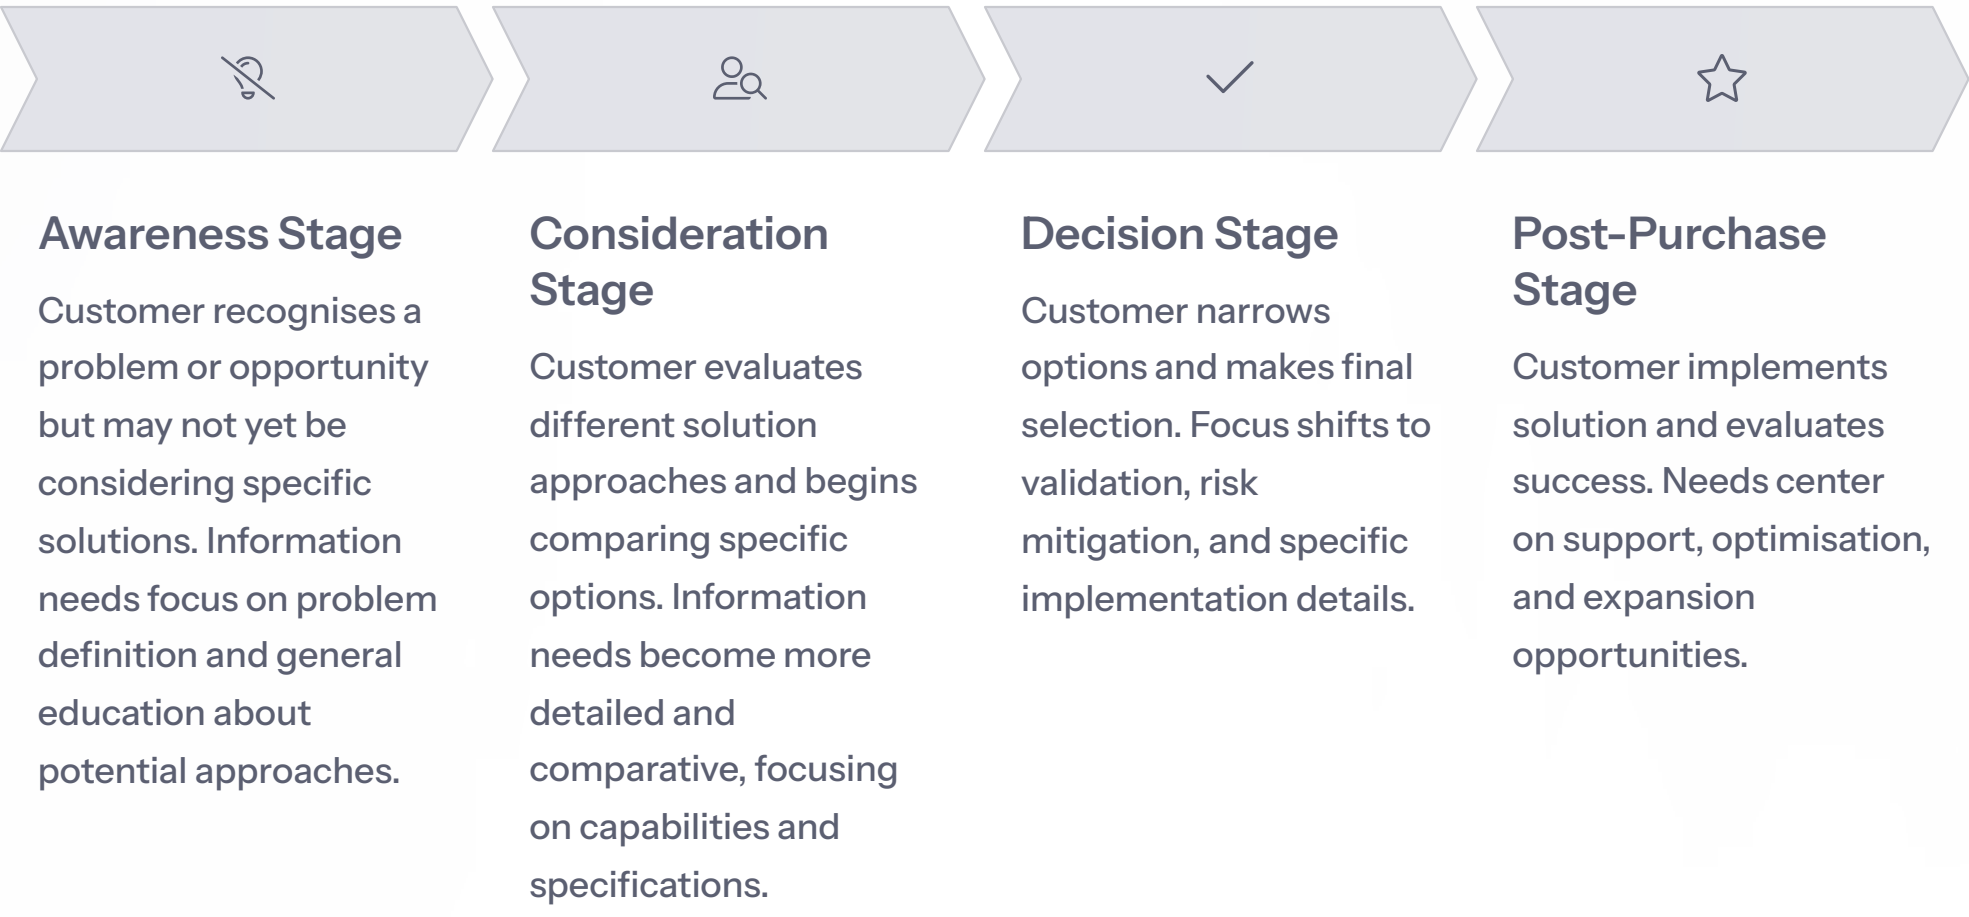 Awareness Stage
Customer recognises a
problem or opportunity
but may not yet be
considering specific
solutions. Information
needs focus on problem
definition and general
education about
potential approaches.
Consideration
Stage
Customer evaluates
different solution
approaches and begins
comparing specific
options. Information
needs become more
detailed and
comparative, focusing
on capabilities and
specifications.
Decision Stage
Customer narrows
options and makes final
selection. Focus shifts to
validation, risk
mitigation, and specific
implementation details.
Post-Purchase
Stage
Customer implements
solution and evaluates
success. Needs center
on support, optimisation,
and expansion
opportunities.